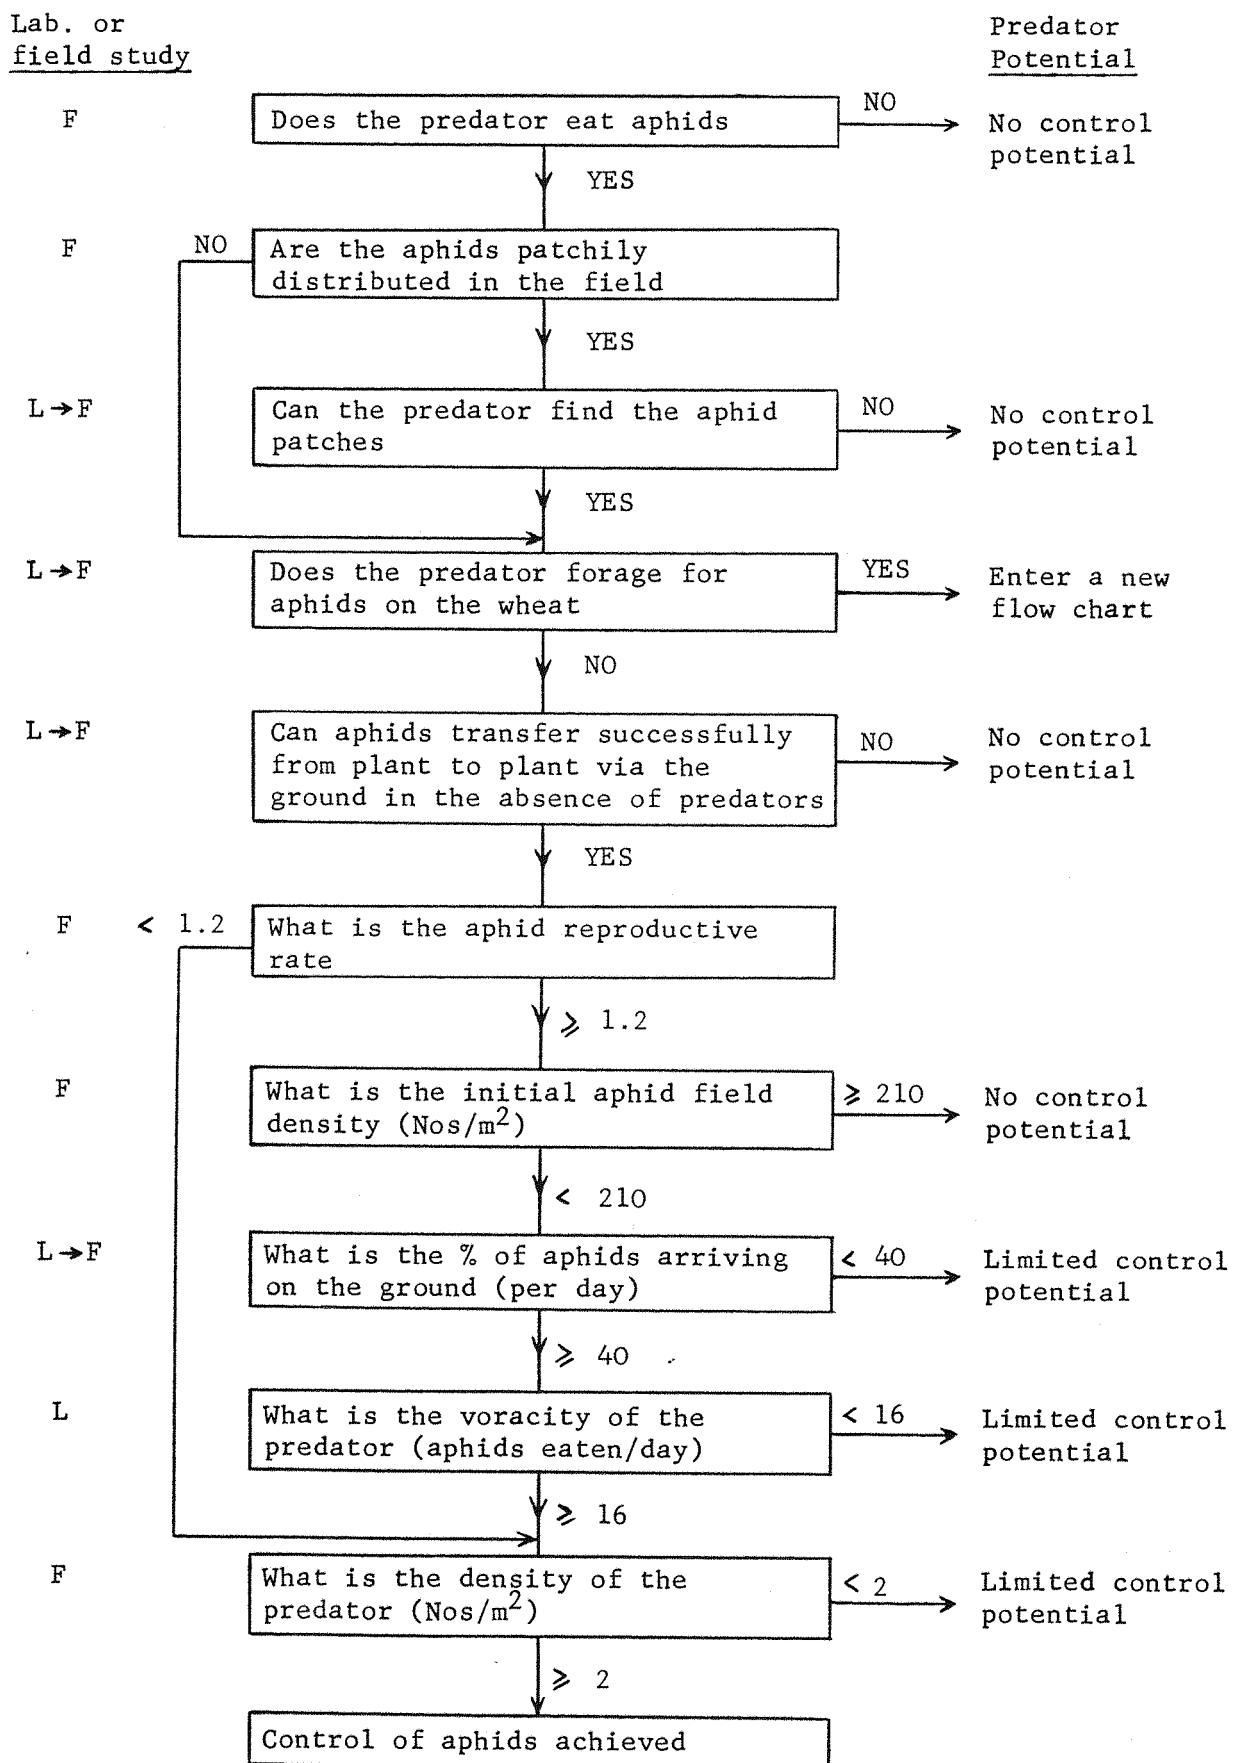 Lab. or
field study
Predator
Potential
F
Does the predator eat aphids
NO
No control
potential
YES
F
NO
Are the aphids patchily
distributed in the field
YES
L→F
Can the predator find the aphid
patches
NO
No control
potential
YES
L→F
Does the predator forage for
aphids on the wheat
YES
Enter a new
flow chart
NO
L→F
Can aphids transfer successfully
from plant to plant via the
ground in the absence of predators
NO
No control
potential
YES
F
< 1.2
What is the aphid reproductive
rate
⩾ 1.2
F
What is the initial aphid field
density (Nos/m²)
⩾ 210
No control
potential
< 210
L→F
What is the % of aphids arriving
on the ground (per day)
< 40
Limited control
potential
⩾ 40
L
What is the voracity of the
predator (aphids eaten/day)
< 16
Limited control
potential
⩾ 16
F
What is the density of the
predator (Nos/m²)
< 2
Limited control
potential
⩾ 2
Control of aphids achieved